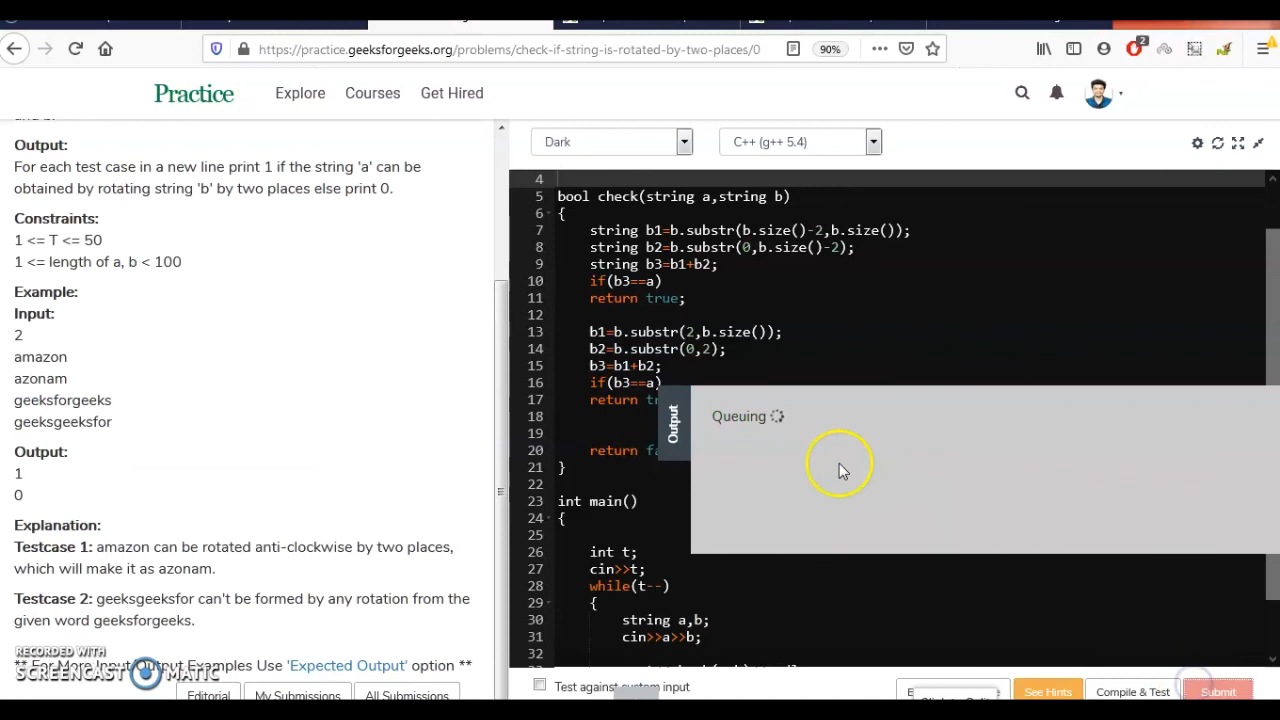 https://practice.geeksforgeeks.org/problems/check-if-string-is-rotated-by-two-places/0
90%
2
Practice
Explore
Courses
Get Hired
and b.
Output:
For each test case in a new line print 1 if the string 'a' can be
obtained by rotating string 'b' by two places else print 0.
Constraints:
1 <= T <= 50
1 <= length of a, b < 100
Example:
Input:
2
amazon
azonam
geeksforgeeks
geeksgeeksfor
Output:
1
0
Explanation:
Testcase 1: amazon can be rotated anti-clockwise by two places,
which will make it as azonam.
Testcase 2: geeksgeeksfor can't be formed by any rotation from the
given word geeksforgeeks.
** For More Input/Output Examples Use 'Expected Output' option **
RECORDED WITH
SCREENCAST MATIC
Editorial
My Submissions
All Submissions
Dark
C++ (g++ 5.4)
4
5 bool check(string a,string b)
6 {
7 string b1=b.substr(b.size()-2,b.size());
8 string b2=b.substr(0,b.size()-2);
9 string b3=b1+b2;
10 if(b3==a)
11 return true;
12
13 b1=b.substr(2,b.size());
14 b2=b.substr(0,2);
15 b3=b1+b2;
16 if(b3==a)
17 return
18
19
20 return
21 }
22
23 int main()
24 {
25
26 int t;
27 cin>>t;
28 while(t--)
29 {
30 string a,b;
31 cin>>a>>b;
32
Output
Queuing
Test against custom input
See Hints
Compile & Test
Submit